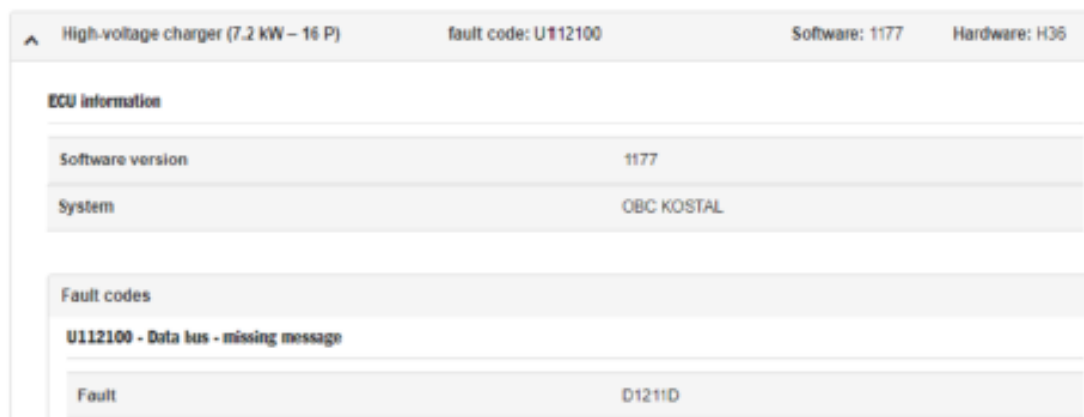 High-voltage charger (7.2 kW – 16 P) fault code: U112100 Software: 1177 Hardware: H36
ECU information
Software version 1177
System OBC KOSTAL
Fault codes
U112100 - Data bus - missing message
Fault D1211D